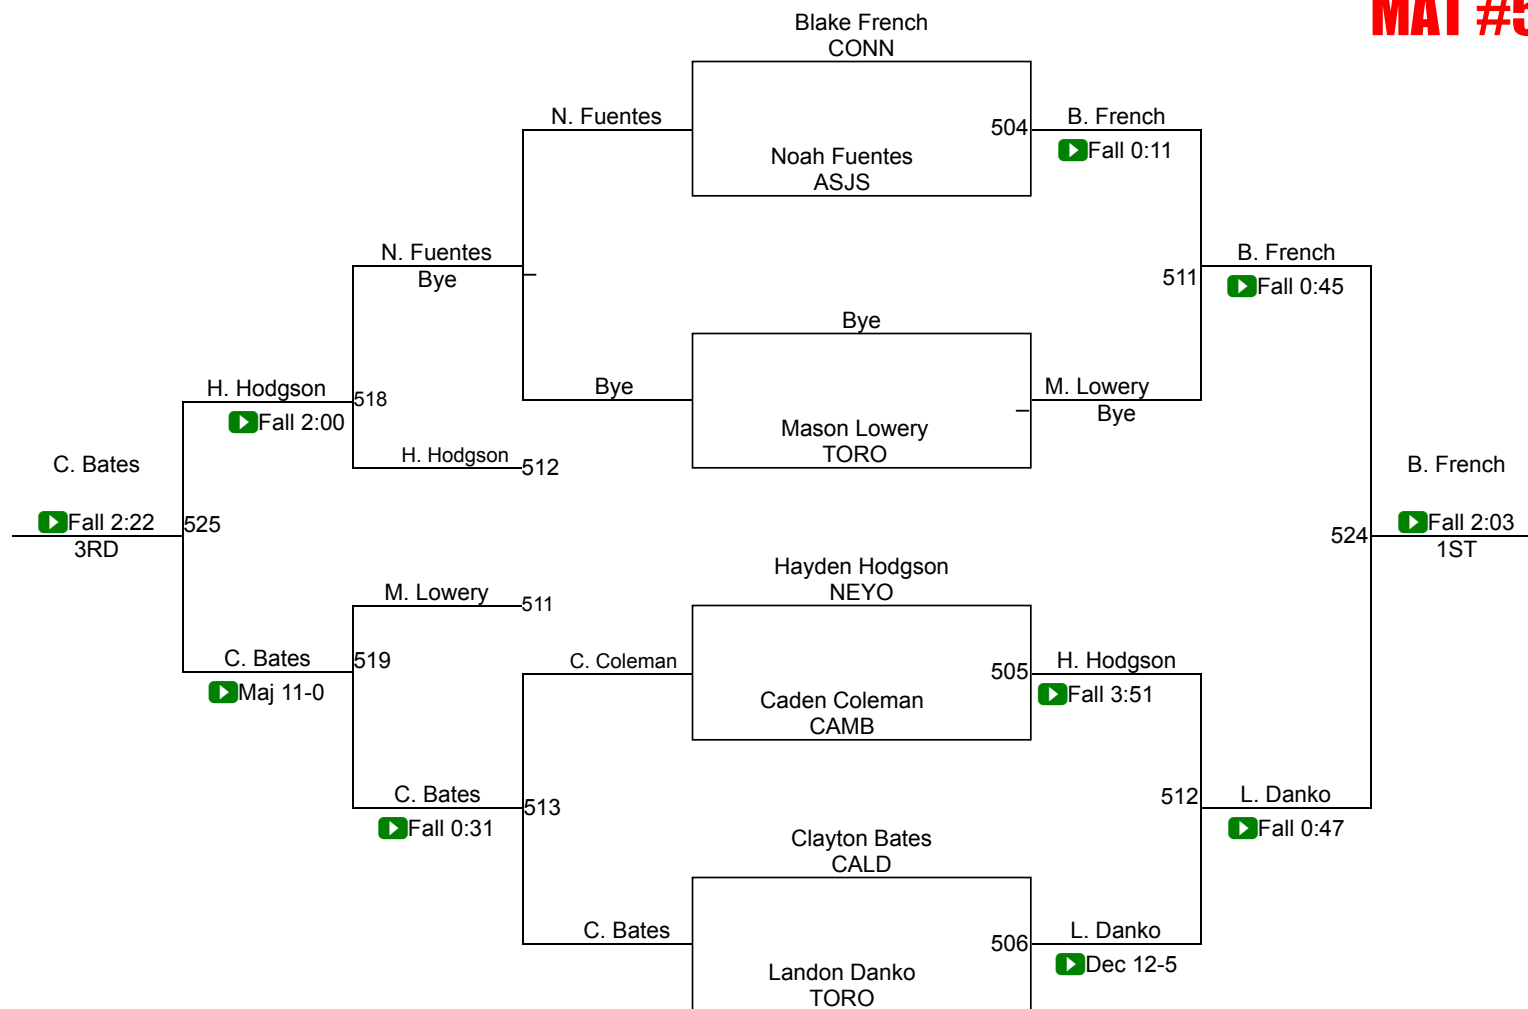 MAT #5
Blake French
CONN
N. Fuentes
504
B. French
Fall 0:11
Noah Fuentes
ASJS
N. Fuentes
Bye
B. French
511
Fall 0:45
Bye
H. Hodgson
518
Fall 2:00
Bye
M. Lowery
Bye
Mason Lowery
TORO
H. Hodgson
512
C. Bates
Fall 2:22
525
3RD
B. French
524
Fall 2:03
1ST
Hayden Hodgson
NEYO
M. Lowery
511
C. Bates
519
Maj 11-0
C. Coleman
505
H. Hodgson
Fall 3:51
Caden Coleman
CAMB
C. Bates
513
Fall 0:31
512
L. Danko
Fall 0:47
Clayton Bates
CALD
C. Bates
506
L. Danko
Dec 12-5
Landon Danko
TORO